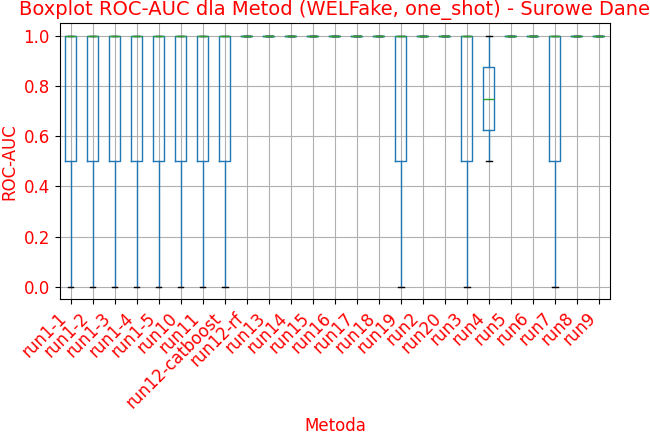 Boxplot ROC-AUC dla Metod (WELFake, one_shot) - Surowe Dane
ROC-AUC
1.0
0.8
0.6
0.4
0.2
0.0
run1-1
run1-2
run1-3
run1-4
run1-5
run10
run11
run12-catboost
run12-rf
run13
run14
run15
run16
run17
run18
run19
run2
run20
run3
run4
run5
run6
run7
run8
run9
Metoda